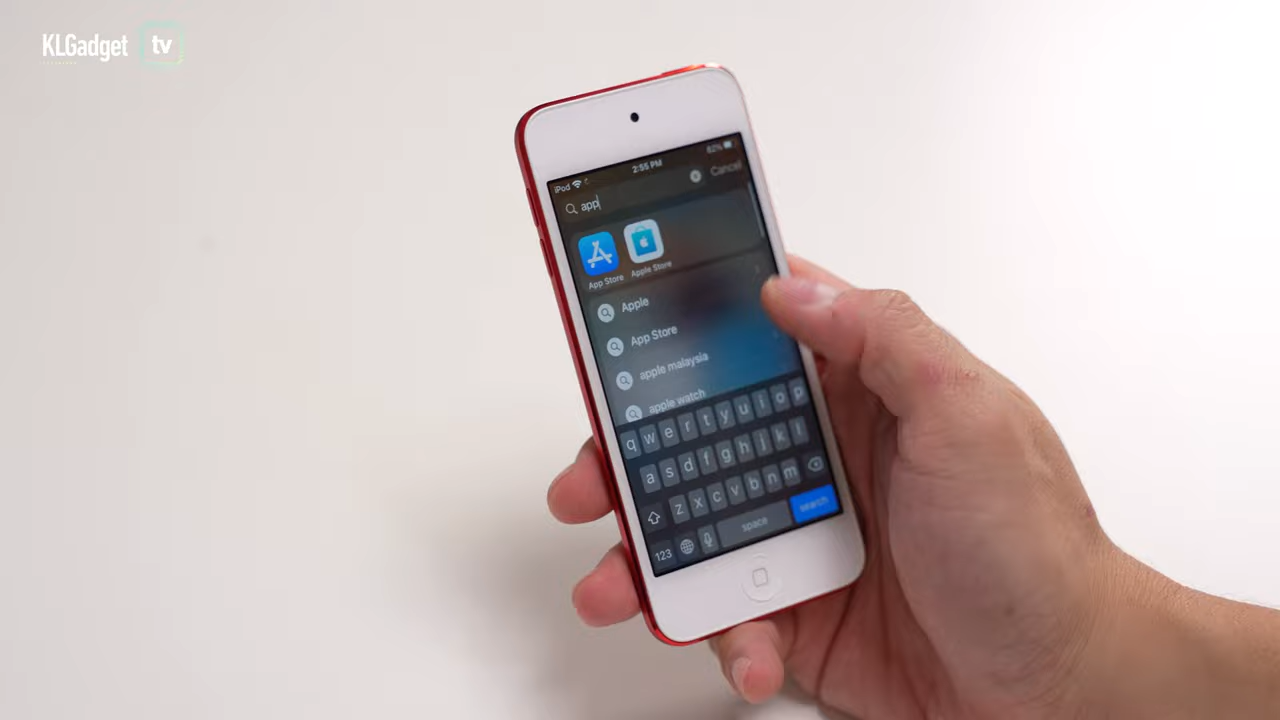 KLGadget tv
iPod 2:55 PM 82%
app Cancel
App Store Apple Store
Apple
App Store
apple malaysia
apple watch
q w e r t y u i o p
a s d f g h j k l
z x c v b n m
123 space search